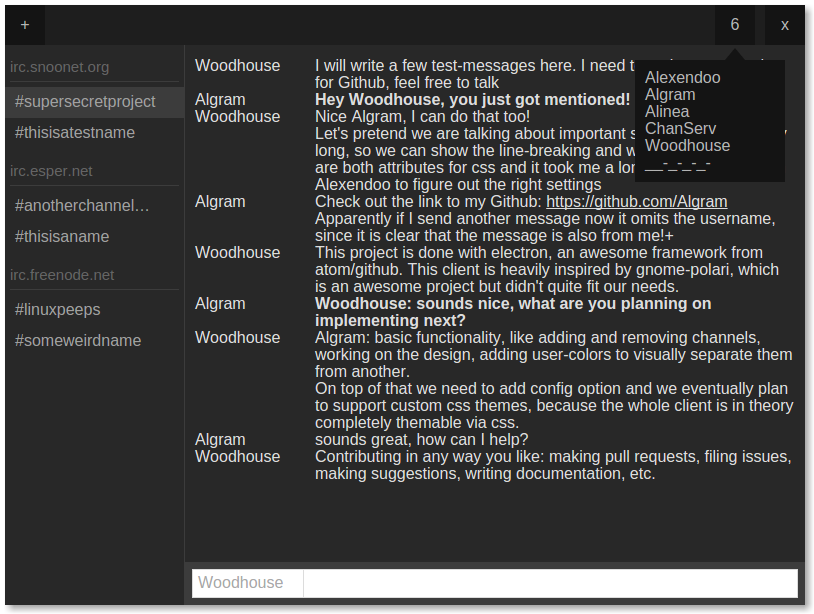 +
6
x
irc.snoonet.org
#supersecretproject
#thisisatestname
irc.esper.net
#anotherchannel…
#thisisaname
irc.freenode.net
#linuxpeeps
#someweirdname
Alexendoo
Algram
Alinea
ChanServ
Woodhouse
__-_-_-_-
Woodhouse I will write a few test-messages here. I need
for Github, feel free to talk
Algram Hey Woodhouse, you just got mentioned!
Woodhouse Nice Algram, I can do that too!
Let's pretend we are talking about important
long, so we can show the line-breaking and
are both attributes for css and it took me a
Alexendoo to figure out the right settings
Algram Check out the link to my Github: https://github.com/Algram
Apparently if I send another message now it omits the username,
since it is clear that the message is also from me!+
Woodhouse This project is done with electron, an awesome framework from
atom/github. This client is heavily inspired by gnome-polari, which
is an awesome project but didn't quite fit our needs.
Algram Woodhouse: sounds nice, what are you planning on
implementing next?
Woodhouse Algram: basic functionality, like adding and removing channels,
working on the design, adding user-colors to visually separate them
from another.
On top of that we need to add config option and we eventually plan
to support custom css themes, because the whole client is in theory
completely themable via css.
Algram sounds great, how can I help?
Woodhouse Contributing in any way you like: making pull requests, filing issues,
making suggestions, writing documentation, etc.
Woodhouse